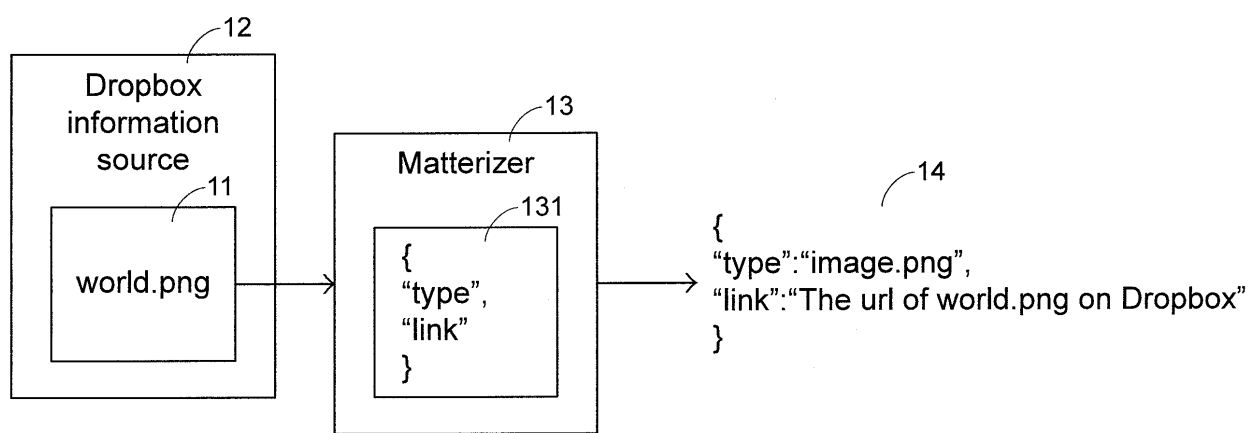 12
Dropbox
information
source
11
world.png
13
Matterizer
131
{
“type”,
“link”
}
14
{
“type”:“image.png”,
“link”:“The url of world.png on Dropbox”
}